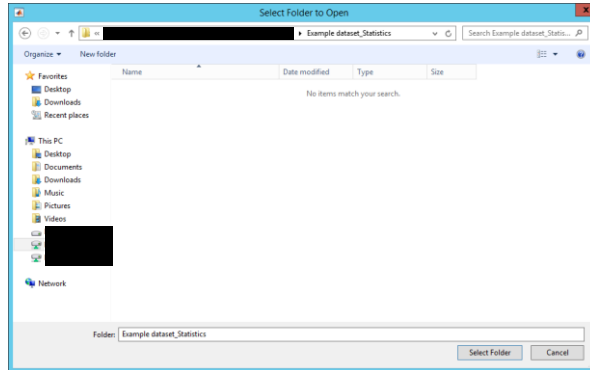 Select Folder to Open
x
« ▸ Example dataset_Statistics
Search Example dataset_Statis...
Organize
New folder
Name
Date modified
Type
Size
No items match your search.
Favorites
Desktop
Downloads
Recent places
This PC
Desktop
Documents
Downloads
Music
Pictures
Videos
Network
Folder:
Example dataset_Statistics
Select Folder
Cancel